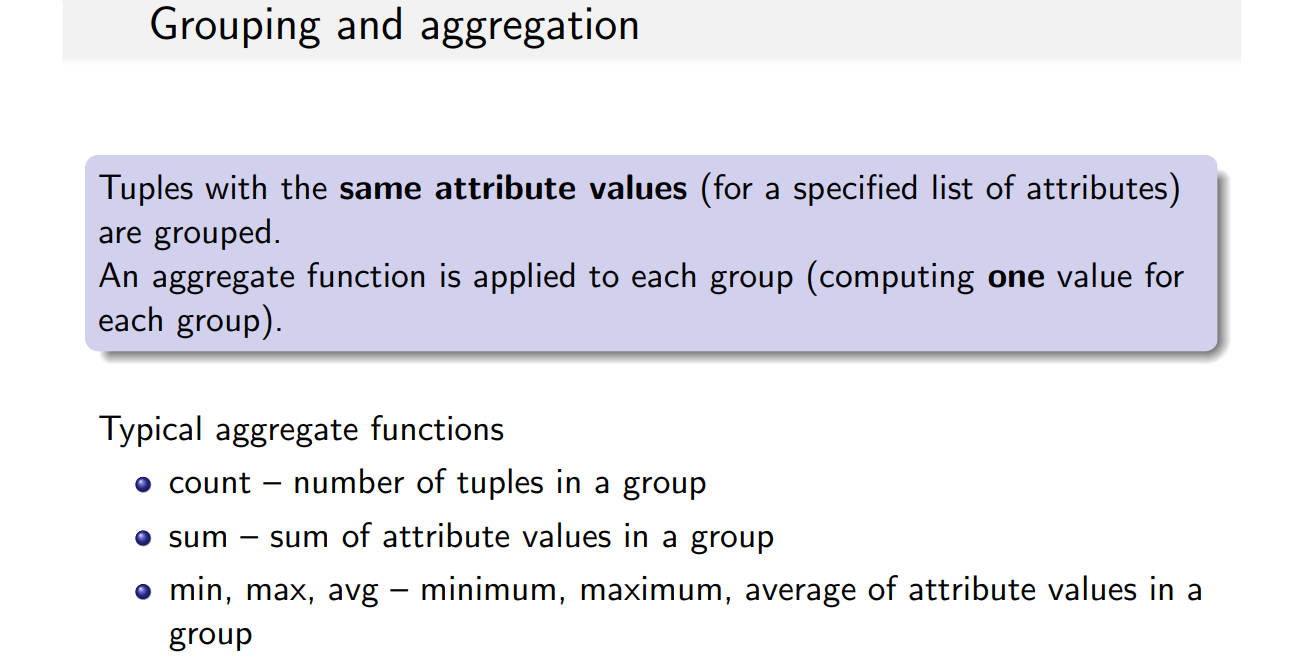 Grouping and aggregation
Tuples with the same attribute values (for a specified list of attributes)
are grouped.
An aggregate function is applied to each group (computing one value for
each group).
Typical aggregate functions
count – number of tuples in a group
sum – sum of attribute values in a group
min, max, avg – minimum, maximum, average of attribute values in a
group